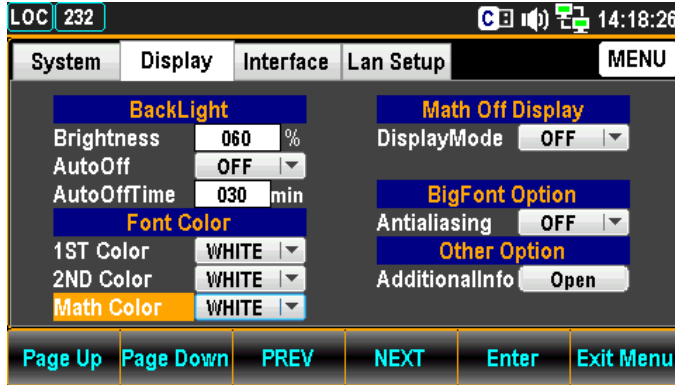 LOC 232 C 14:18:26
System Display Interface Lan Setup MENU
BackLight
Brightness 060 %
AutoOff OFF
AutoOffTime 030 min
Font Color
1ST Color WHITE
2ND Color WHITE
Math Color WHITE
Math Off Display
DisplayMode OFF
BigFont Option
Antialiasing OFF
Other Option
AdditionalInfo Open
Page Up Page Down PREV NEXT Enter Exit Menu